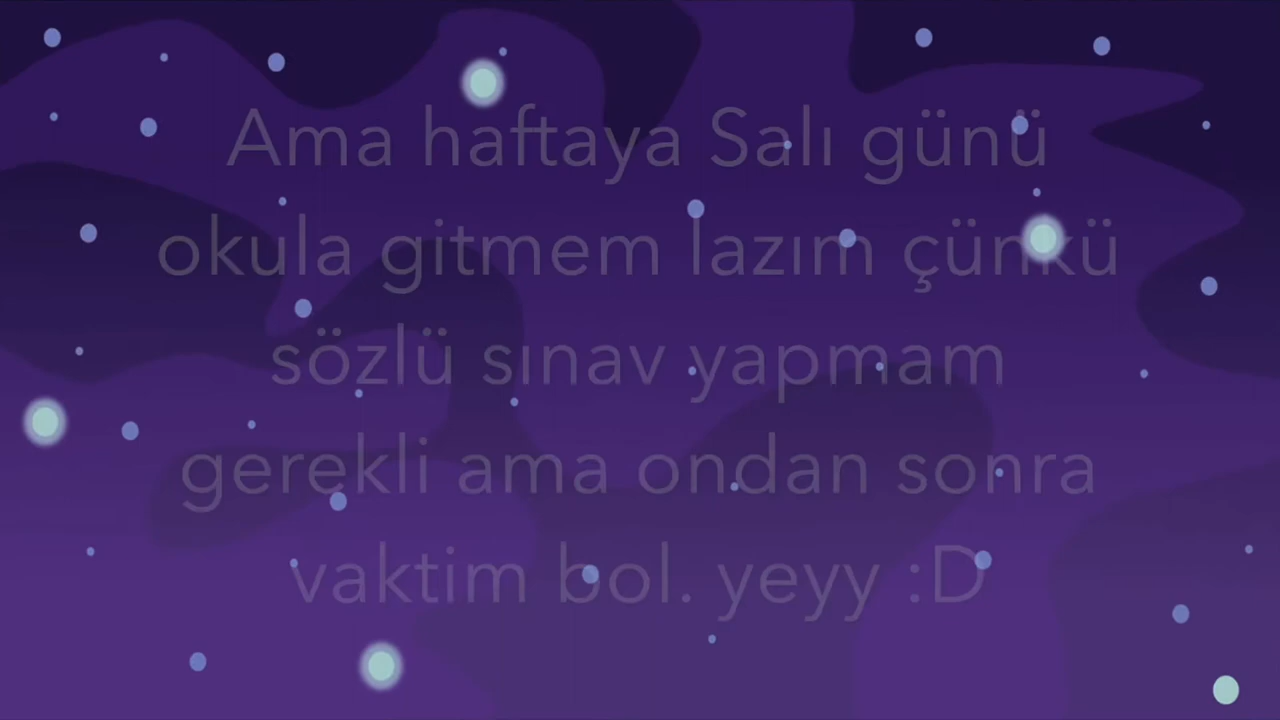 Ama haftaya Salı günü
okula gitmem lazım çünkü
sözlü sınav yapmam
gerekli ama ondan sonra
vaktim bol. yeyy :D